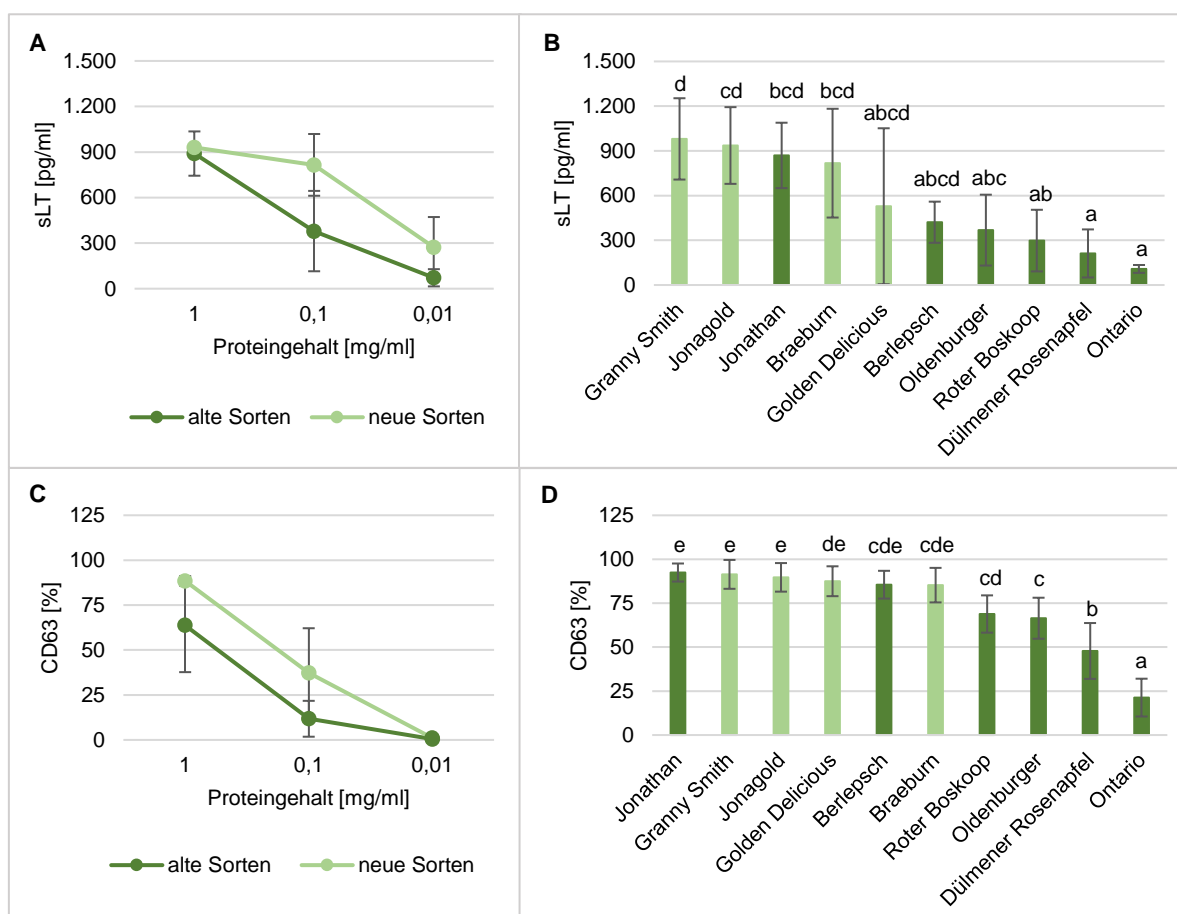 A
sLT [pg/ml]
1.500
1.200
900
600
300
0
1
0,1
0,01
Proteingehalt [mg/ml]
alte Sorten
neue Sorten
B
sLT [pg/ml]
1.500
1.200
900
600
300
0
d
cd
bcd
bcd
abcd
abcd
abc
ab
a
a
Granny Smith
Jonagold
Jonathan
Braeburn
Golden Delicious
Berlepsch
Oldenburger
Roter Boskoop
Dülmener Rosenapfel
Ontario
C
CD63 [%]
125
100
75
50
25
0
1
0,1
0,01
Proteingehalt [mg/ml]
alte Sorten
neue Sorten
D
CD63 [%]
125
100
75
50
25
0
e
e
e
de
cde
cde
cd
c
b
a
Jonathan
Granny Smith
Jonagold
Golden Delicious
Berlepsch
Braeburn
Roter Boskoop
Oldenburger
Dülmener Rosenapfel
Ontario